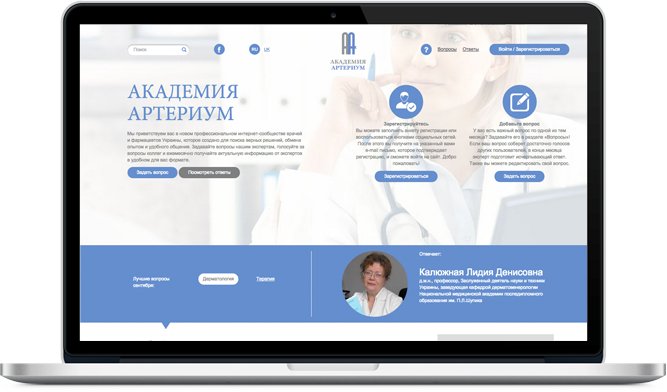 Поиск
f
RU
UA
АКАДЕМИЯ
АРТЕРИУМ
?
Вопросы
Ответы
Войти / Зарегистрироваться
АКАДЕМИЯ
АРТЕРИУМ
Мы приветствуем вас в новом профессиональном интернет-сообществе врачей
и фармацевтов Украины, которое создано для поиска верных решений, обмена
опытом и удобного общения. Задавайте вопросы нашим экспертам, голосуйте за
вопросы коллег и ежемесячно получайте актуальную информацию от экспертов
в удобном для вас формате.
Задать вопрос
Посмотреть ответы
Зарегистрируйтесь
Вы можете заполнить анкету регистрации или
воспользоваться кнопками социальных сетей.
После этого вы получите на указанный вами
e-mail письмо, которое подтверждает
регистрацию, и сможете войти на сайт. Добро
пожаловать!
Зарегистрироваться
Добавьте вопрос
У вас есть важный вопрос по одной из тем
месяца? Задавайте его в разделе «Вопросы»!
Если ваш вопрос соберет достаточно голосов
других пользователей, в конце месяца
эксперт подготовит исчерпывающий ответ.
Также вы можете редактировать свой вопрос.
Задать вопрос
Лучшие вопросы
сентября:
Дерматология
Терапия
Отвечает:
Калюжная Лидия Денисовна
д.м.н., профессор, Заслуженный деятель науки и техники
Украины, заведующая кафедрой дерматовенерологии
Национальной медицинской академии последипломного
образования им. П.Л.Шупика